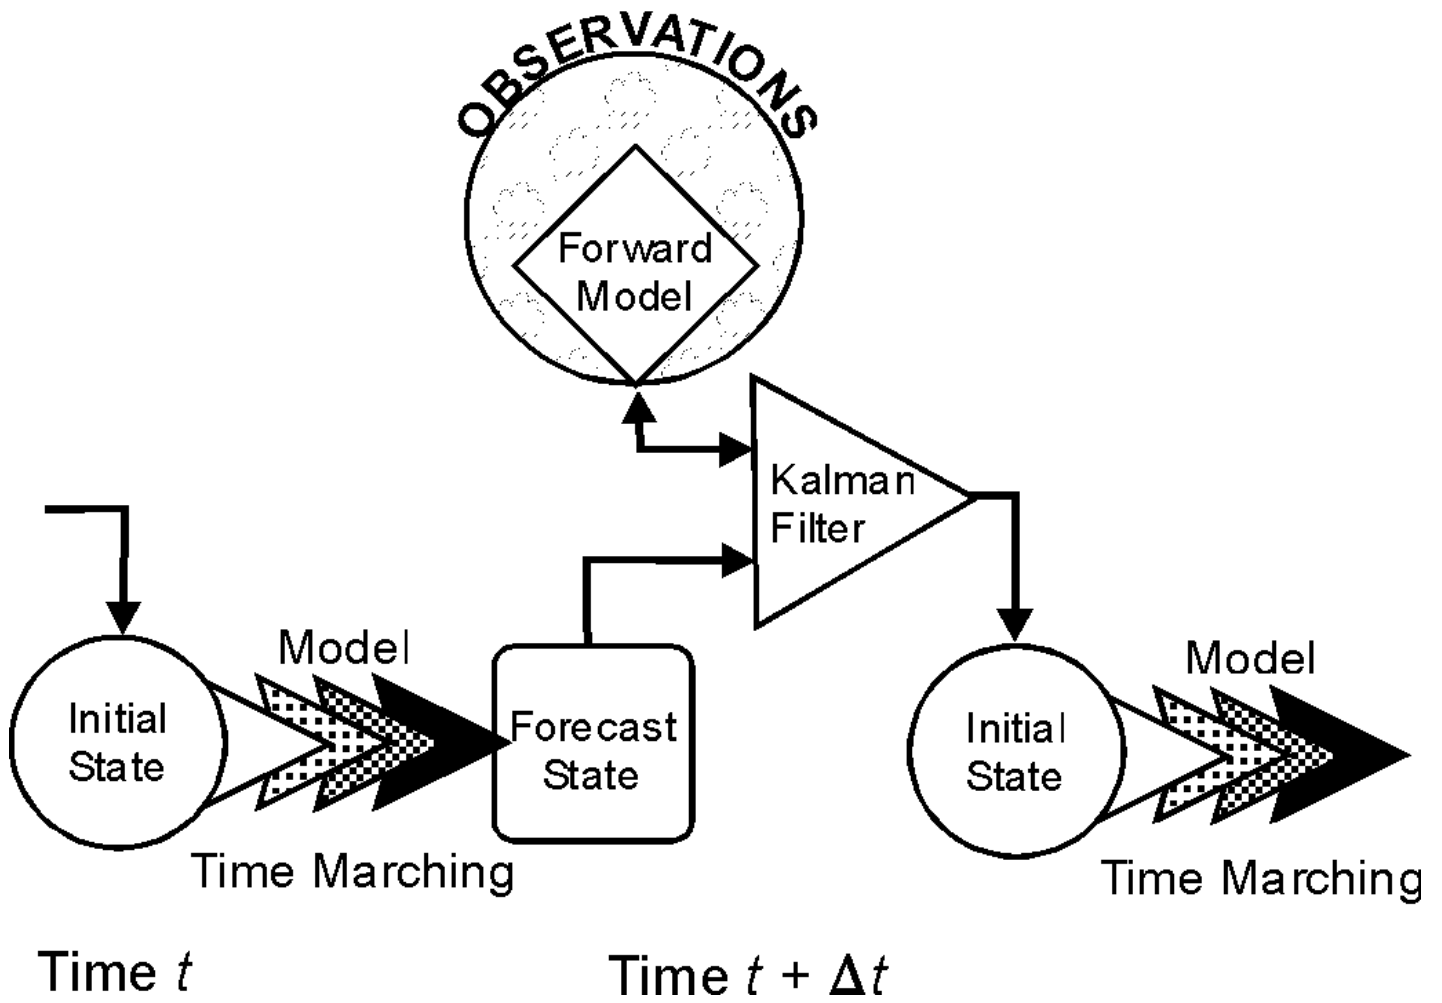 OBSERVATIONS
Forward
Model
Kalman
Filter
Model
Initial
State
Forecast
State
Time Marching
Model
Initial
State
Time Marching
Time t
Time t + Δt